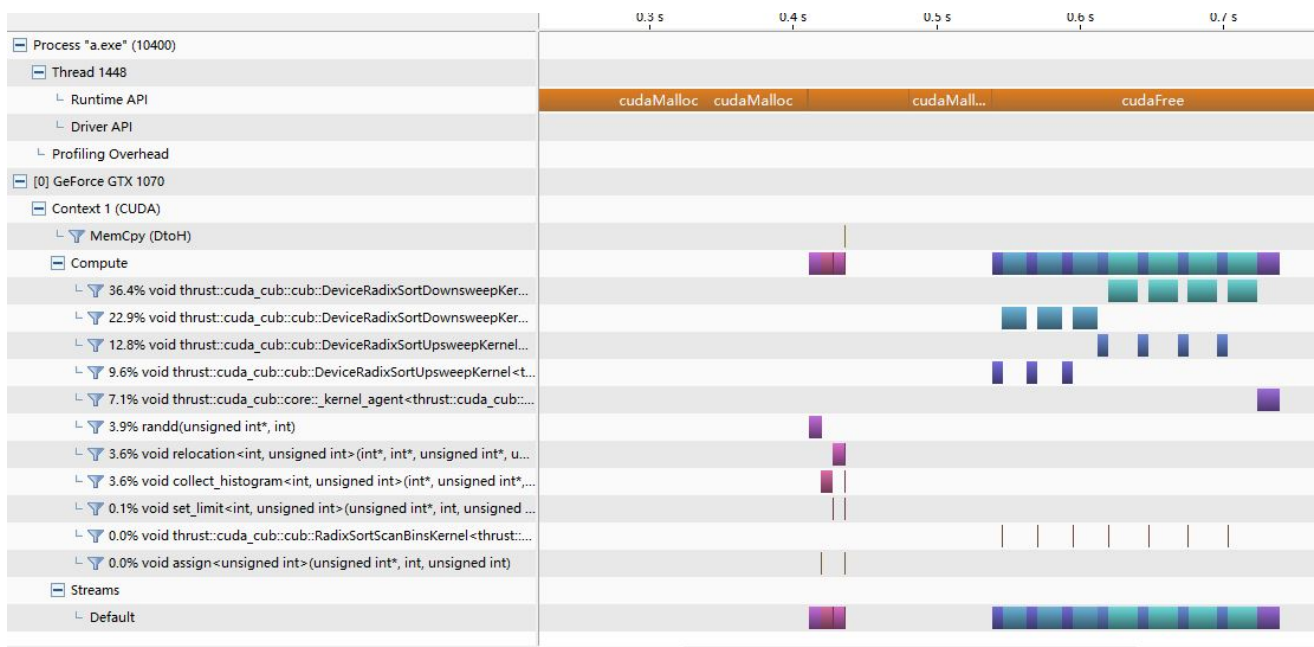 0.3 s 0.4 s 0.5 s 0.6 s 0.7 s
Process "a.exe" (10400)
Thread 1448
Runtime API cudaMalloc cudaMalloc cudaMall... cudaFree
Driver API
Profiling Overhead
[0] GeForce GTX 1070
Context 1 (CUDA)
MemCpy (DtoH)
Compute
36.4% void thrust::cuda_cub::cub::DeviceRadixSortDownsweepKer...
22.9% void thrust::cuda_cub::cub::DeviceRadixSortDownsweepKer...
12.8% void thrust::cuda_cub::cub::DeviceRadixSortUpsweepKernel...
9.6% void thrust::cuda_cub::cub::DeviceRadixSortUpsweepKernel<t...
7.1% void thrust::cuda_cub::core::_kernel_agent<thrust::cuda_cub::...
3.9% randd(unsigned int*, int)
3.6% void relocation<int, unsigned int>(int*, int*, unsigned int*, u...
3.6% void collect_histogram<int, unsigned int>(int*, unsigned int*,...
0.1% void set_limit<int, unsigned int>(unsigned int*, int, unsigned ...
0.0% void thrust::cuda_cub::cub::RadixSortScanBinsKernel<thrust::...
0.0% void assign<unsigned int>(unsigned int*, int, unsigned int)
Streams
Default